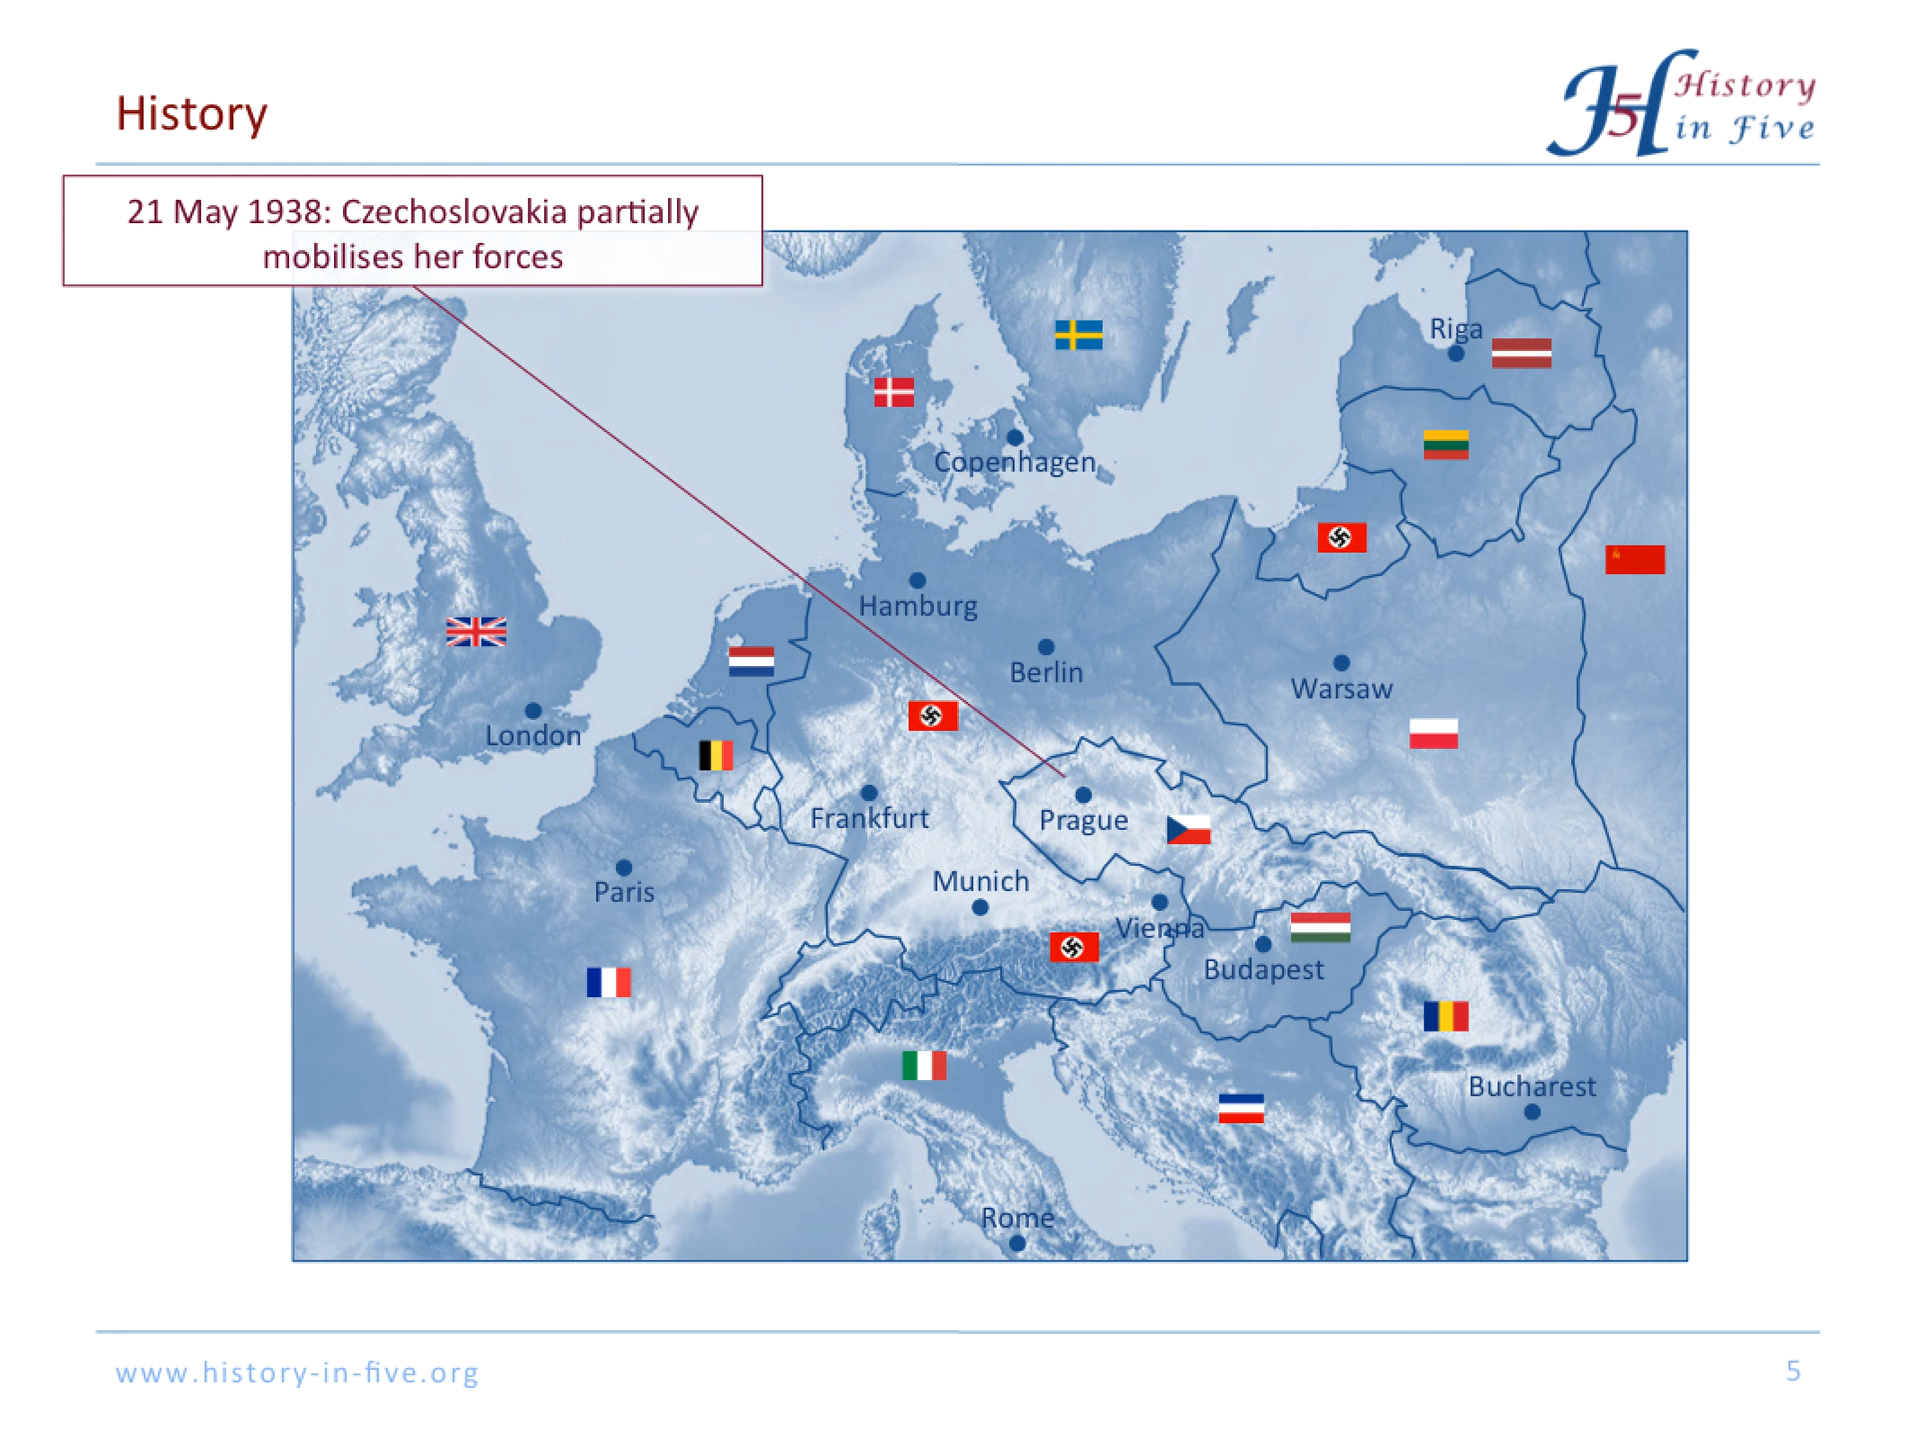 History
History
in Five
H5
21 May 1938: Czechoslovakia partially
mobilises her forces
Riga
Copenhagen
Hamburg
Berlin
Warsaw
London
Frankfurt
Prague
Paris
Munich
Vienna
Budapest
Bucharest
Rome
www.history-in-five.org
5